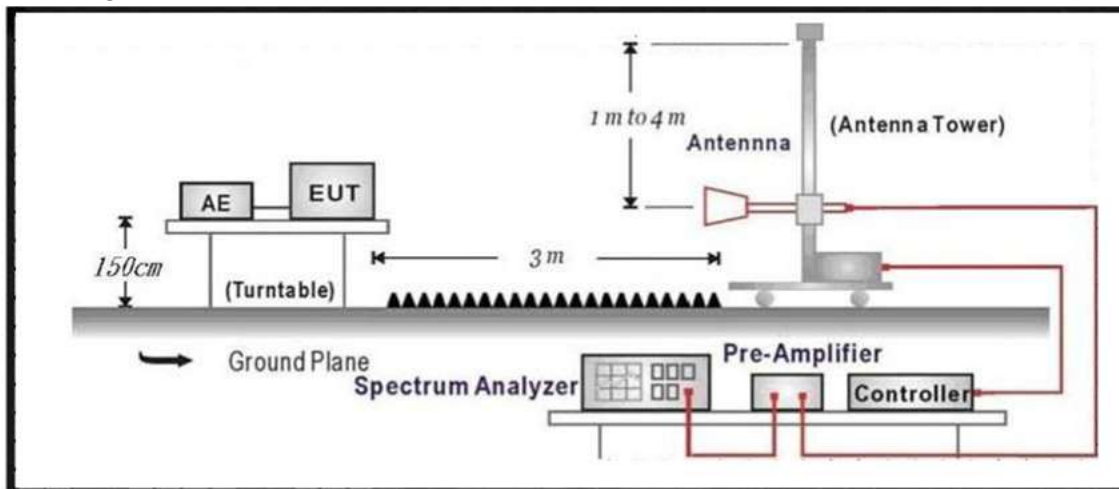 1 m to 4 m
(Antenna Tower)
Antennna
AE
EUT
150cm
3 m
(Turntable)
Ground Plane
Pre-Amplifier
Spectrum Analyzer
Controller